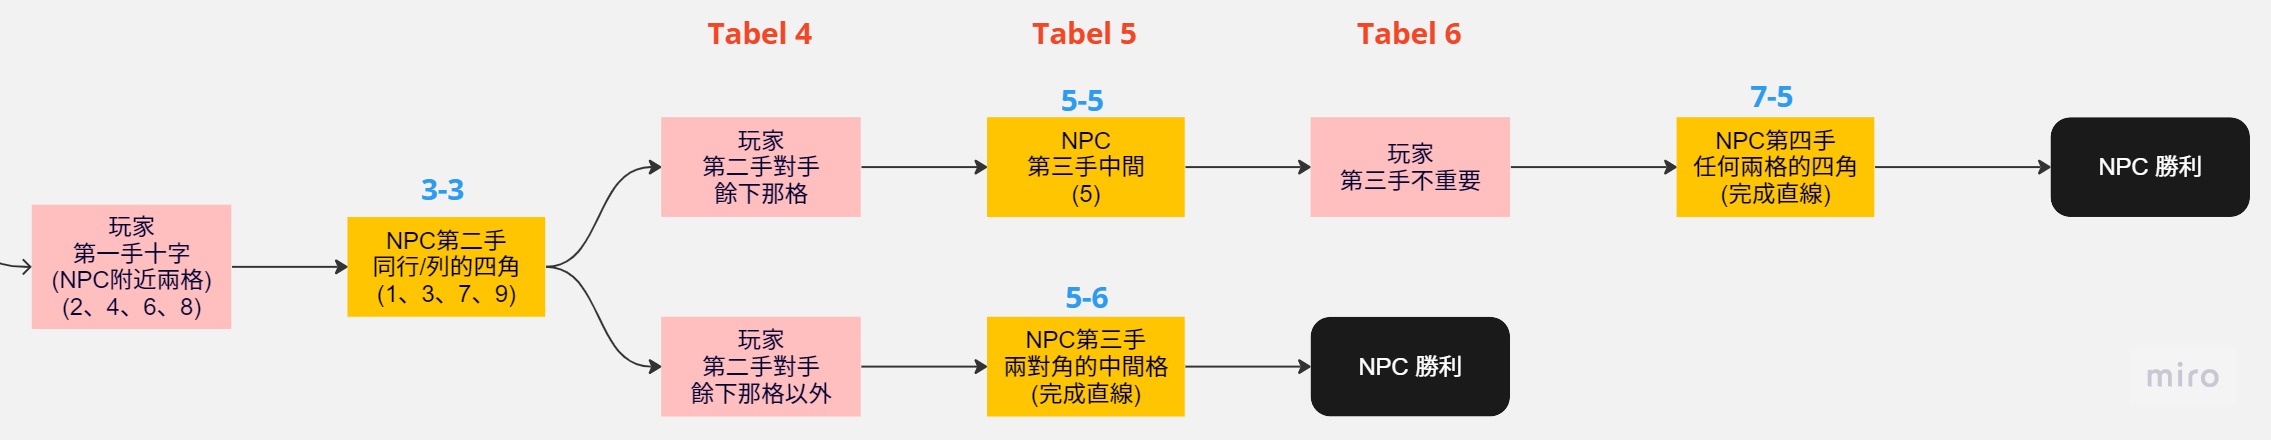 Tabel 4
Tabel 5
Tabel 6
玩家
第一手十字
(NPC附近兩格)
(2、4、6、8)
3-3
NPC第二手
同行/列的四角
(1、3、7、9)
玩家
第二手對手
餘下那格
5-5
NPC
第三手中間
(5)
玩家
第三手不重要
7-5
NPC第四手
任何兩格的四角
(完成直線)
NPC 勝利
玩家
第二手對手
餘下那格以外
5-6
NPC第三手
兩對角的中間格
(完成直線)
NPC 勝利
miro